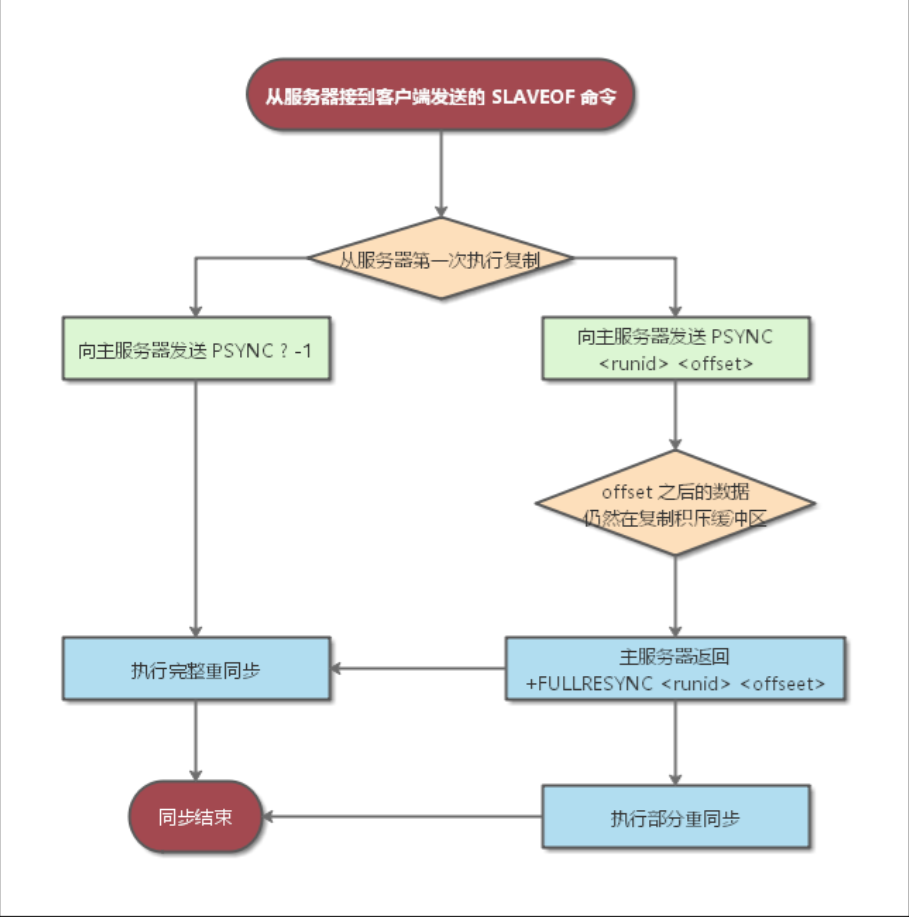 从服务器接到客户端发送的 SLAVEOF 命令
从服务器第一次执行复制
向主服务器发送 PSYNC ? -1
向主服务器发送 PSYNC
<runid> <offset>
offset 之后的数据
仍然在复制积压缓冲区
执行完整重同步
主服务器返回
+FULLRESYNC <runid> <offseet>
同步结束
执行部分重同步